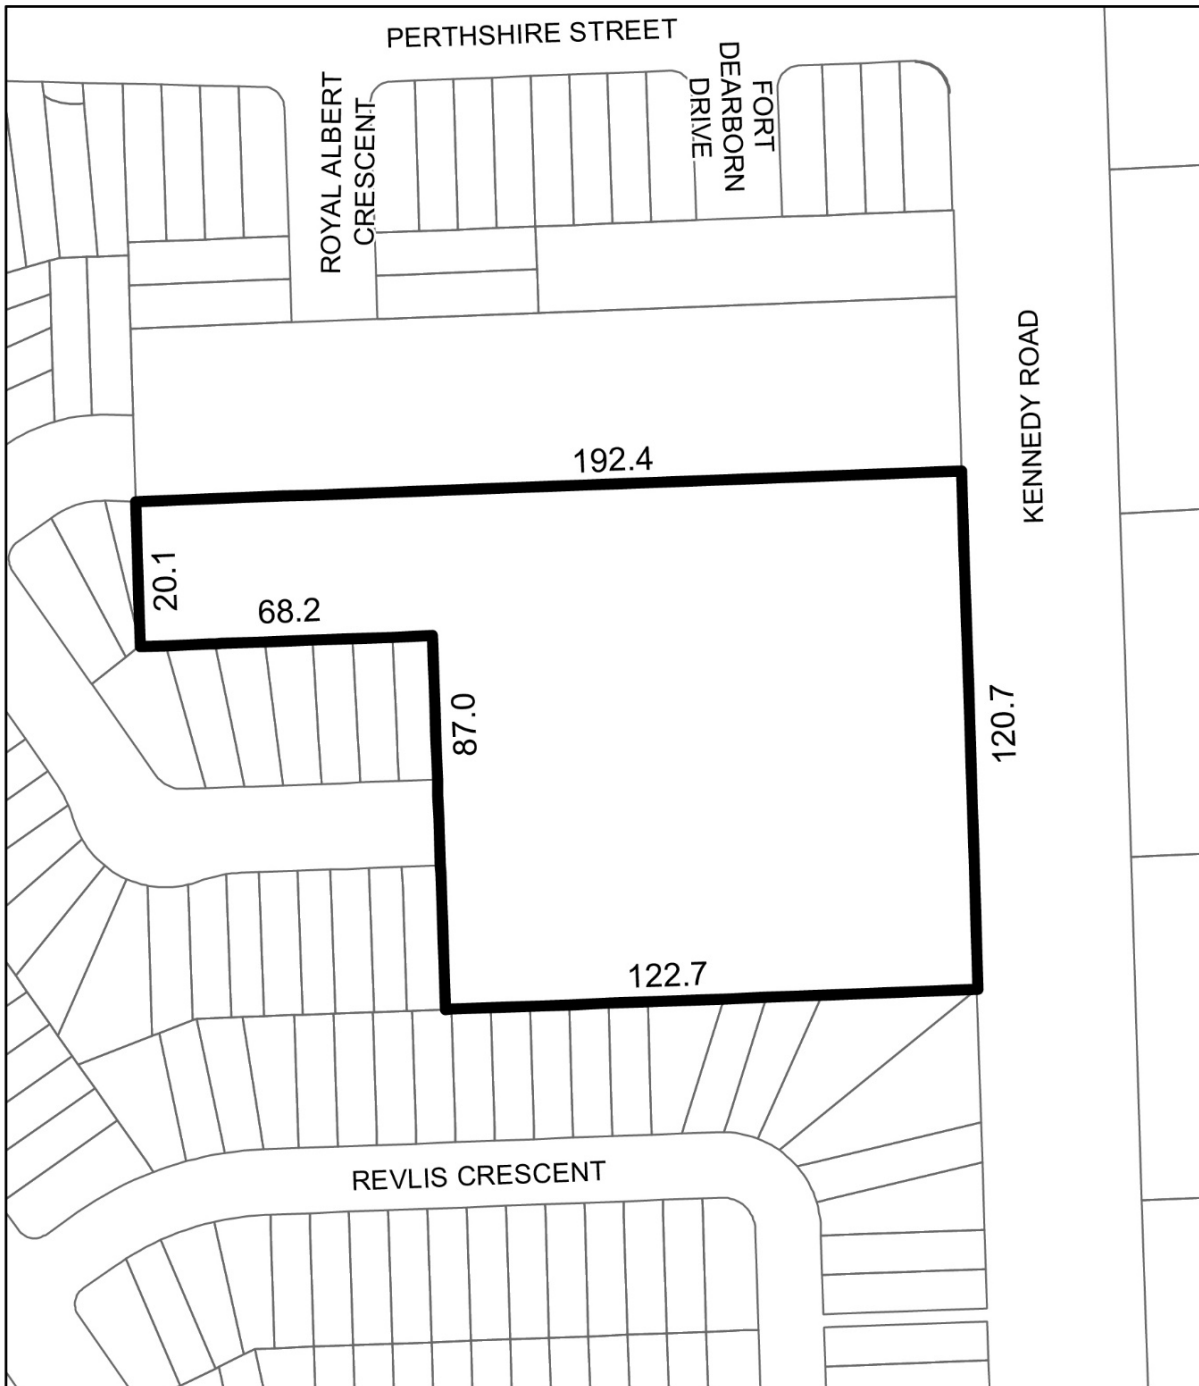 PERTHSHIRE STREET
ROYAL ALBERT
CRESCENT
FORT
DEARBORN
DRIVE
KENNEDY ROAD
192.4
20.1
68.2
87.0
120.7
122.7
REVLIS CRESCENT